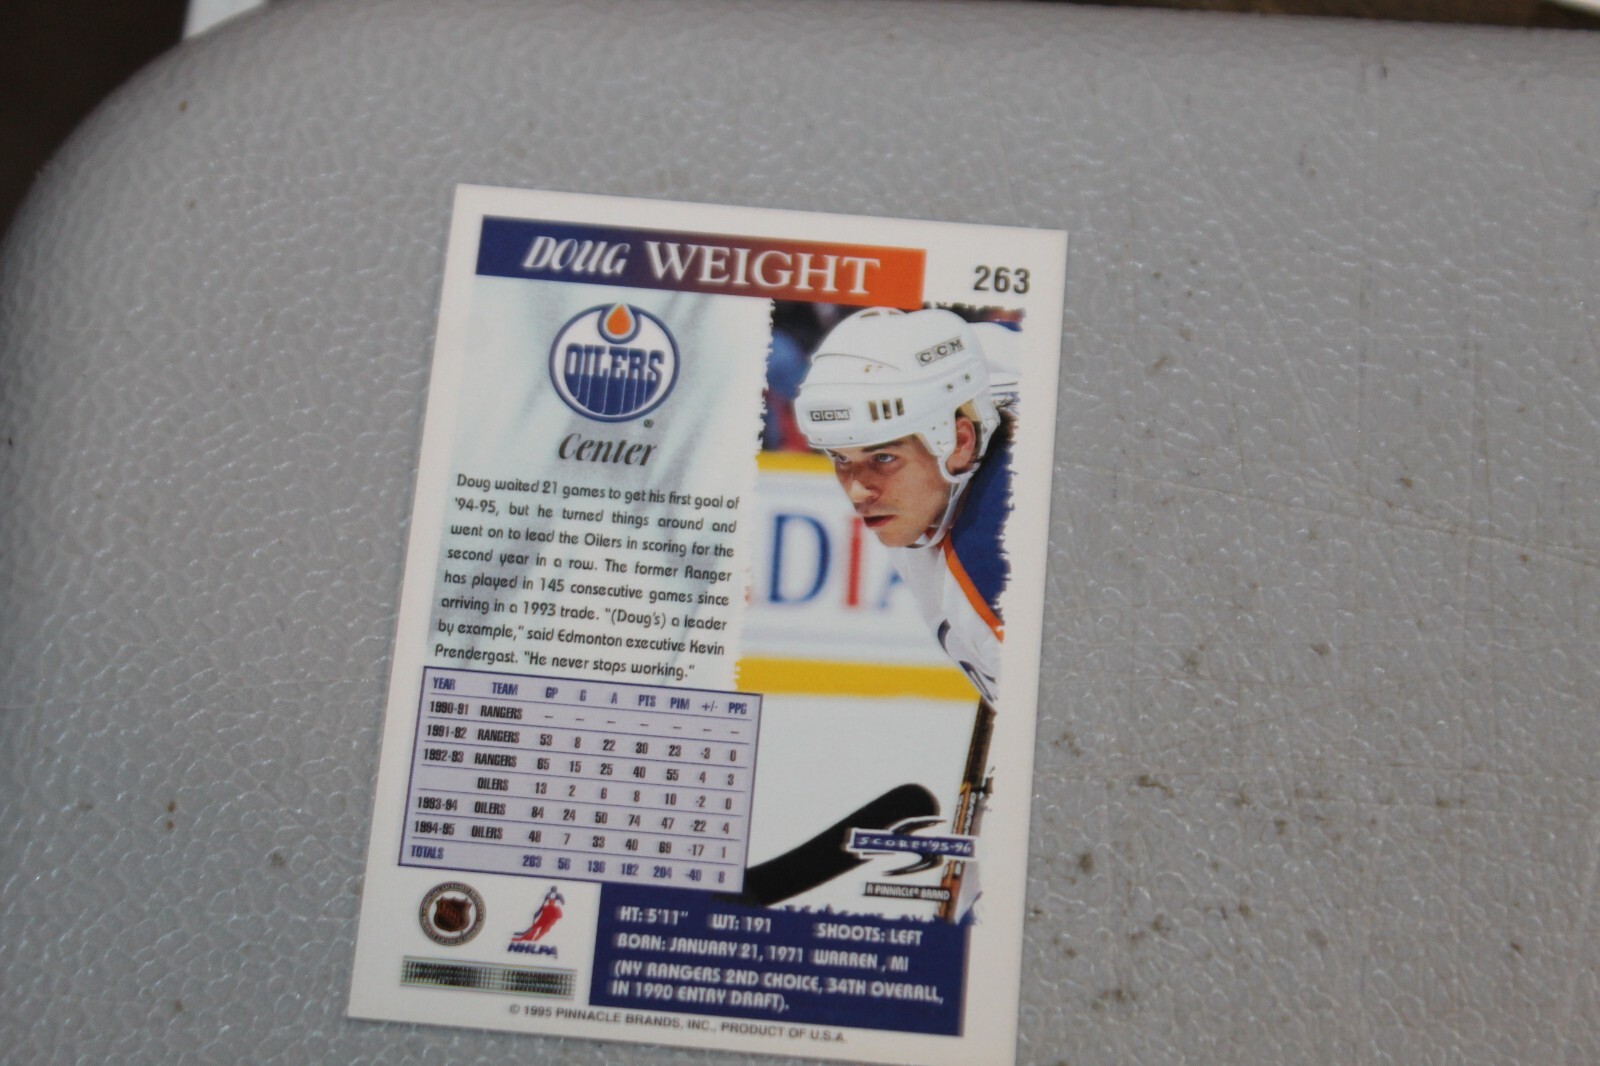 DOUG WEIGHT
263
OILERS
®
Center
CCM
CCM
Doug waited 21 games to get his first goal of
'94-95, but he turned things around and
went on to lead the Oilers in scoring for the
second year in a row. The former Ranger
has played in 145 consecutive games since
arriving in a 1993 trade. "(Doug's) a leader
by example," said Edmonton executive Kevin
Prendergast. "He never stops working."
DIA
YEAR TEAM GP G A PTS PIM +/- PPG
1990-91 RANGERS – – – – – – –
1991-92 RANGERS 53 8 22 30 23 -3 0
1992-93 RANGERS 65 15 25 40 55 4 3
OILERS 13 2 6 8 10 -2 0
1993-94 OILERS 84 24 50 74 47 -22 4
1994-95 OILERS 48 7 33 40 69 -17 1
TOTALS 263 56 136 192 204 -40 8
SCORE '95-96
A PINNACLE® BRAND
NHLPA
HT: 5'11" WT: 191 SHOOTS: LEFT
BORN: JANUARY 21, 1971 WARREN, MI
(NY RANGERS 2ND CHOICE, 34TH OVERALL,
IN 1990 ENTRY DRAFT).
© 1995 PINNACLE BRANDS, INC., PRODUCT OF U.S.A.